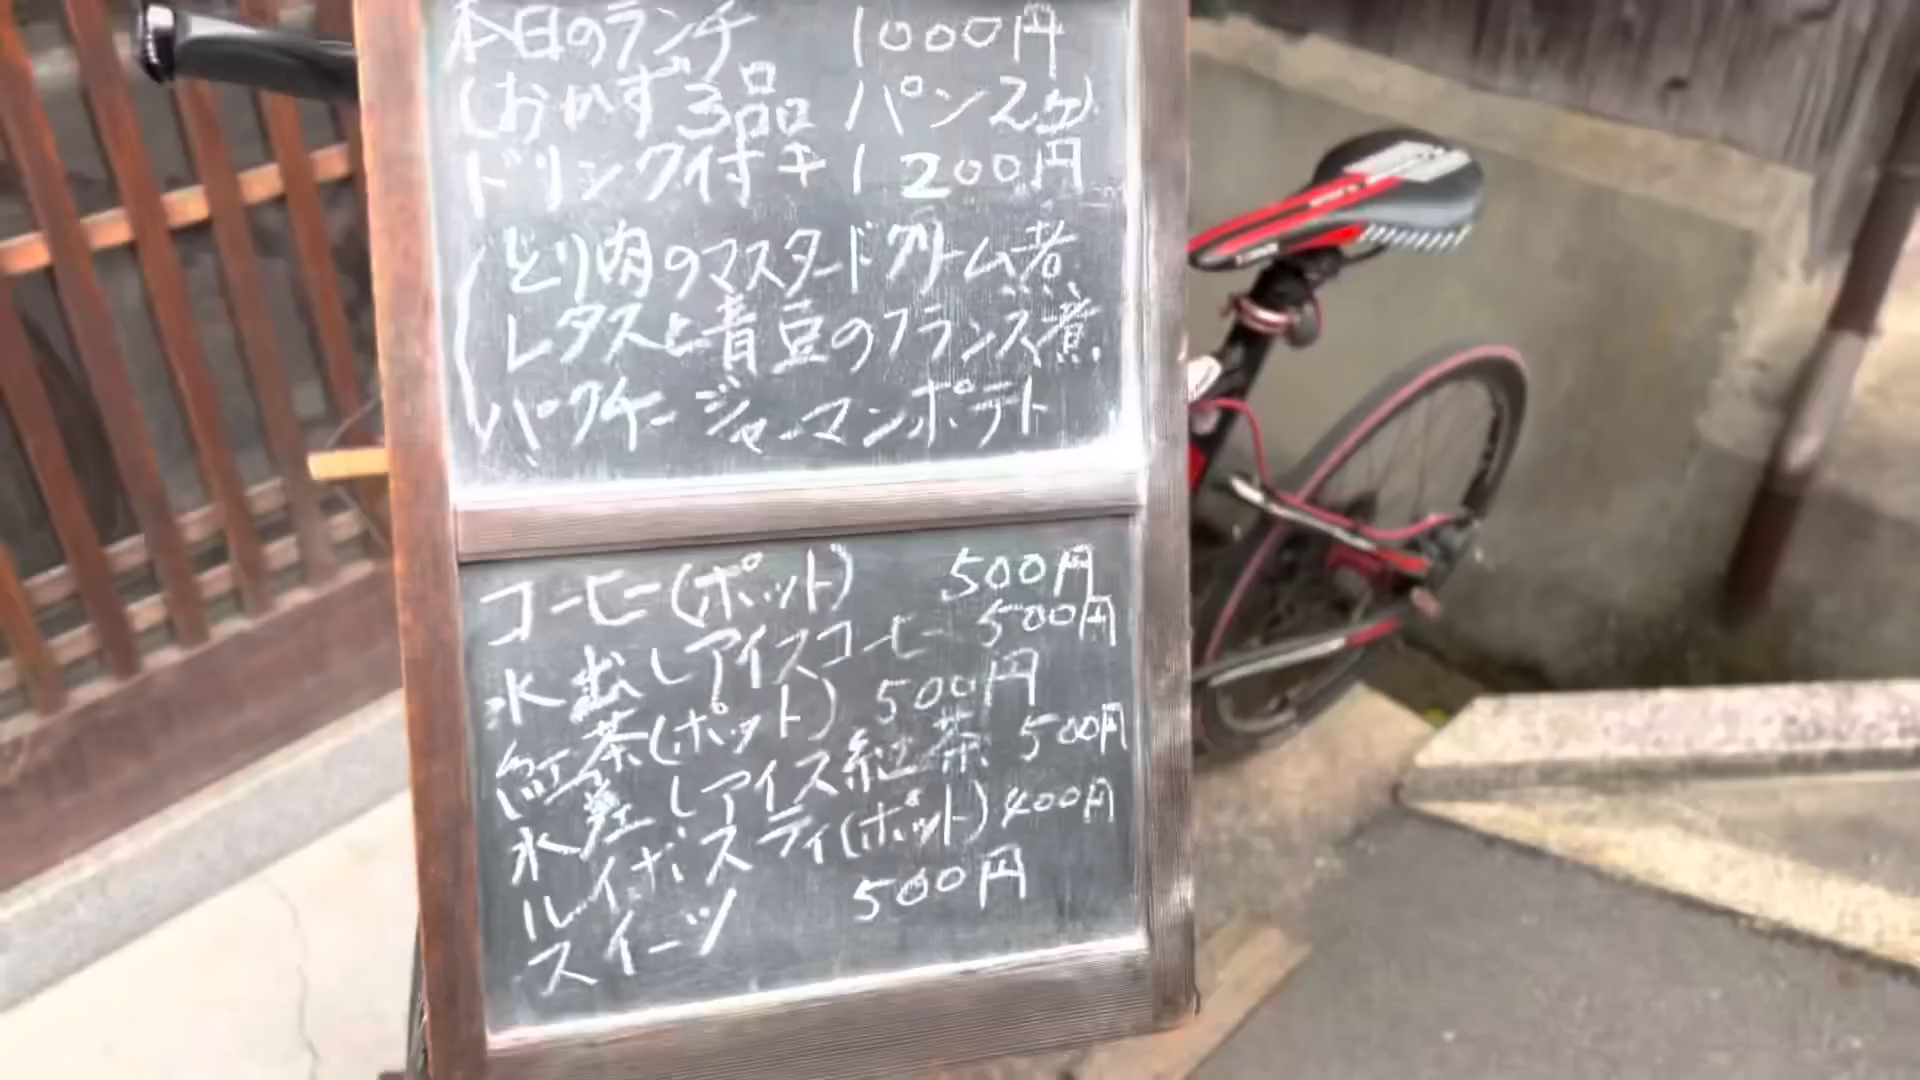 本日のランチ 1000円
(おかず3品 パン2ケ)
ドリンク付キ 1200円
とり肉のマスタードクリーム煮
レタスと青豆のフランス煮
パクチージャーマンポテト
コーヒー(ポット) 500円
水出しアイスコーヒー 500円
紅茶(ポット) 500円
水出しアイス紅茶 500円
ルイボスティ(ポット) 400円
スイーツ 500円